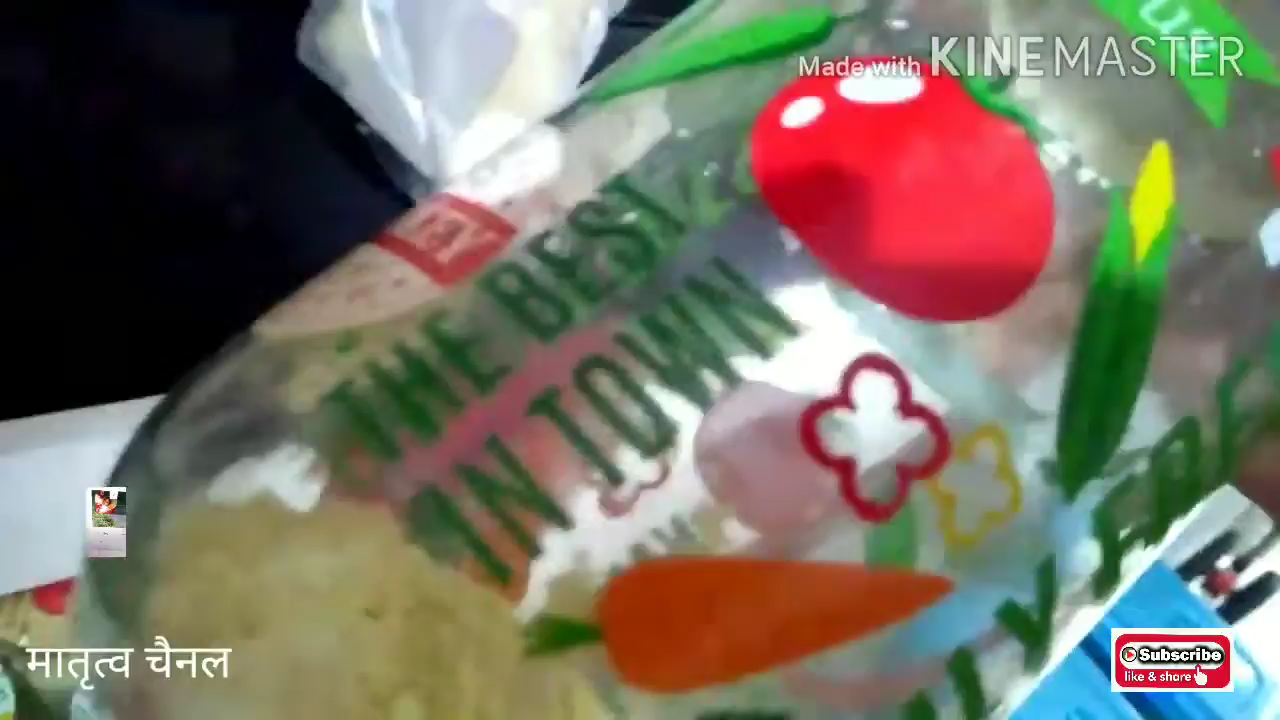 Made with KINEMASTER
THE BEST
IN TOWN
मातृत्व चैनल
Subscribe
like & share